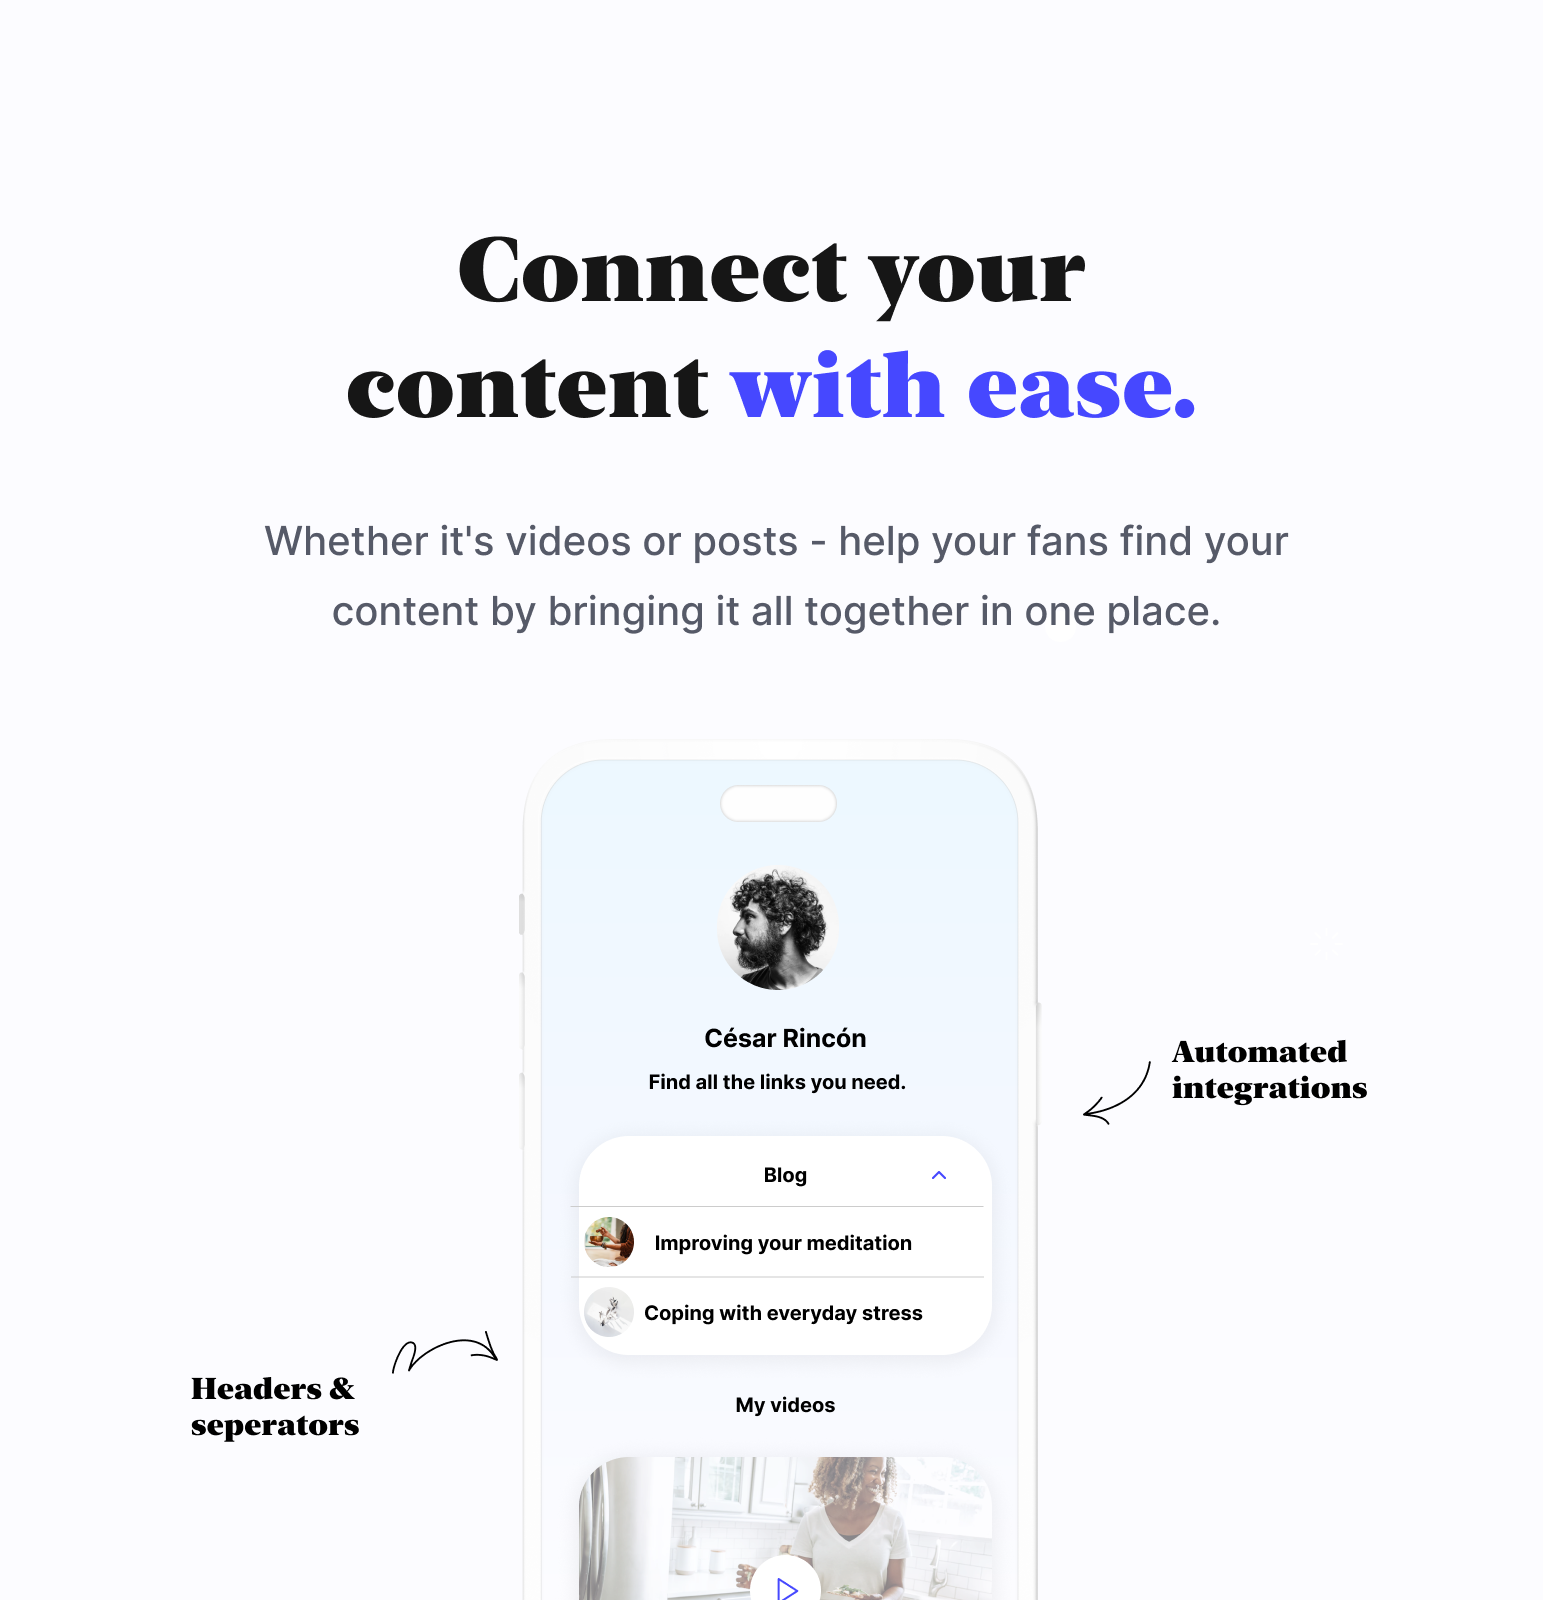 Connect your
content with ease.
Whether it's videos or posts - help your fans find your
content by bringing it all together in one place.
César Rincón
Find all the links you need.
Automated
integrations
Blog
Improving your meditation
Coping with everyday stress
Headers &
seperators
My videos